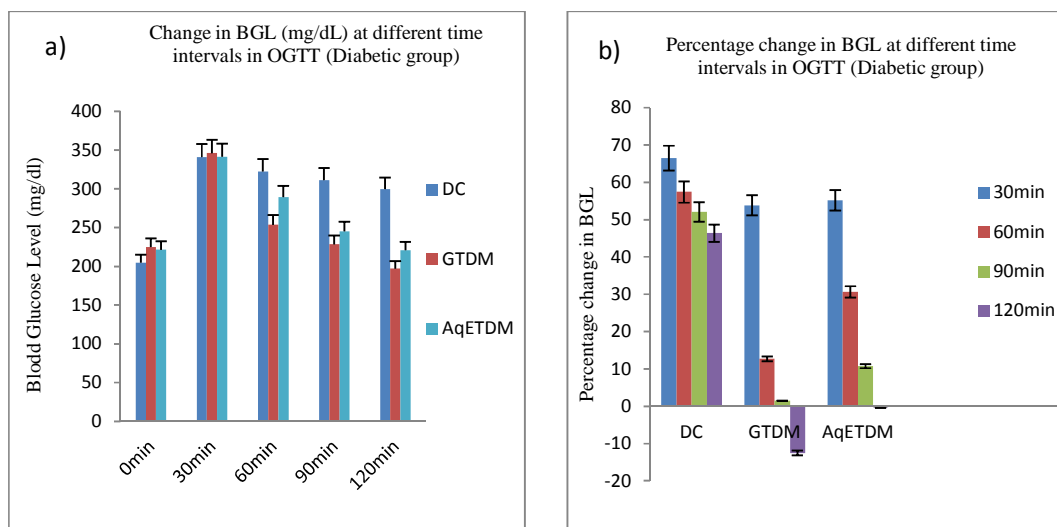 a)
Change in BGL (mg/dL) at different time
intervals in OGTT (Diabetic group)
Blodd Glucose Level (mg/dl)
400
350
300
250
200
150
100
50
0
0min
30min
60min
90min
120min
DC
GTDM
AqETDM
b)
Percentage change in BGL at different time
intervals in OGTT (Diabetic group)
Percentage change in BGL
80
70
60
50
40
30
20
10
0
-10
-20
DC
GTDM
AqETDM
30min
60min
90min
120min